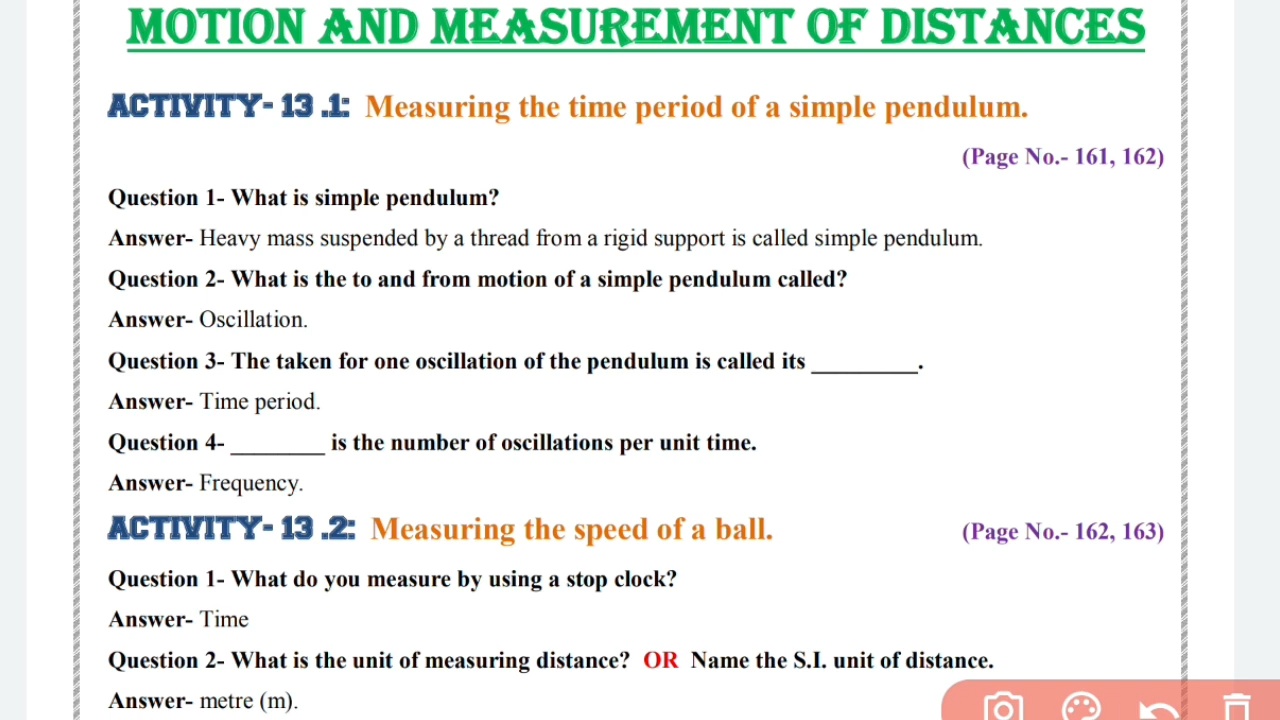 MOTION AND MEASUREMENT OF DISTANCES
ACTIVITY- 13 .1: Measuring the time period of a simple pendulum.
(Page No.- 161, 162)
Question 1- What is simple pendulum?
Answer- Heavy mass suspended by a thread from a rigid support is called simple pendulum.
Question 2- What is the to and from motion of a simple pendulum called?
Answer- Oscillation.
Question 3- The taken for one oscillation of the pendulum is called its _________.
Answer- Time period.
Question 4- ________ is the number of oscillations per unit time.
Answer- Frequency.
ACTIVITY- 13 .2: Measuring the speed of a ball. (Page No.- 162, 163)
Question 1- What do you measure by using a stop clock?
Answer- Time
Question 2- What is the unit of measuring distance? OR Name the S.I. unit of distance.
Answer- metre (m).